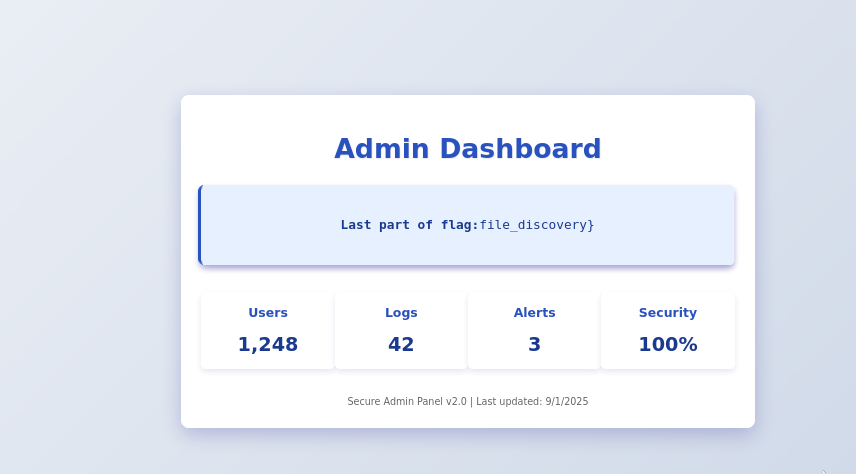 Admin Dashboard
Last part of flag:file_discovery}
Users
1,248
Logs
42
Alerts
3
Security
100%
Secure Admin Panel v2.0 | Last updated: 9/1/2025